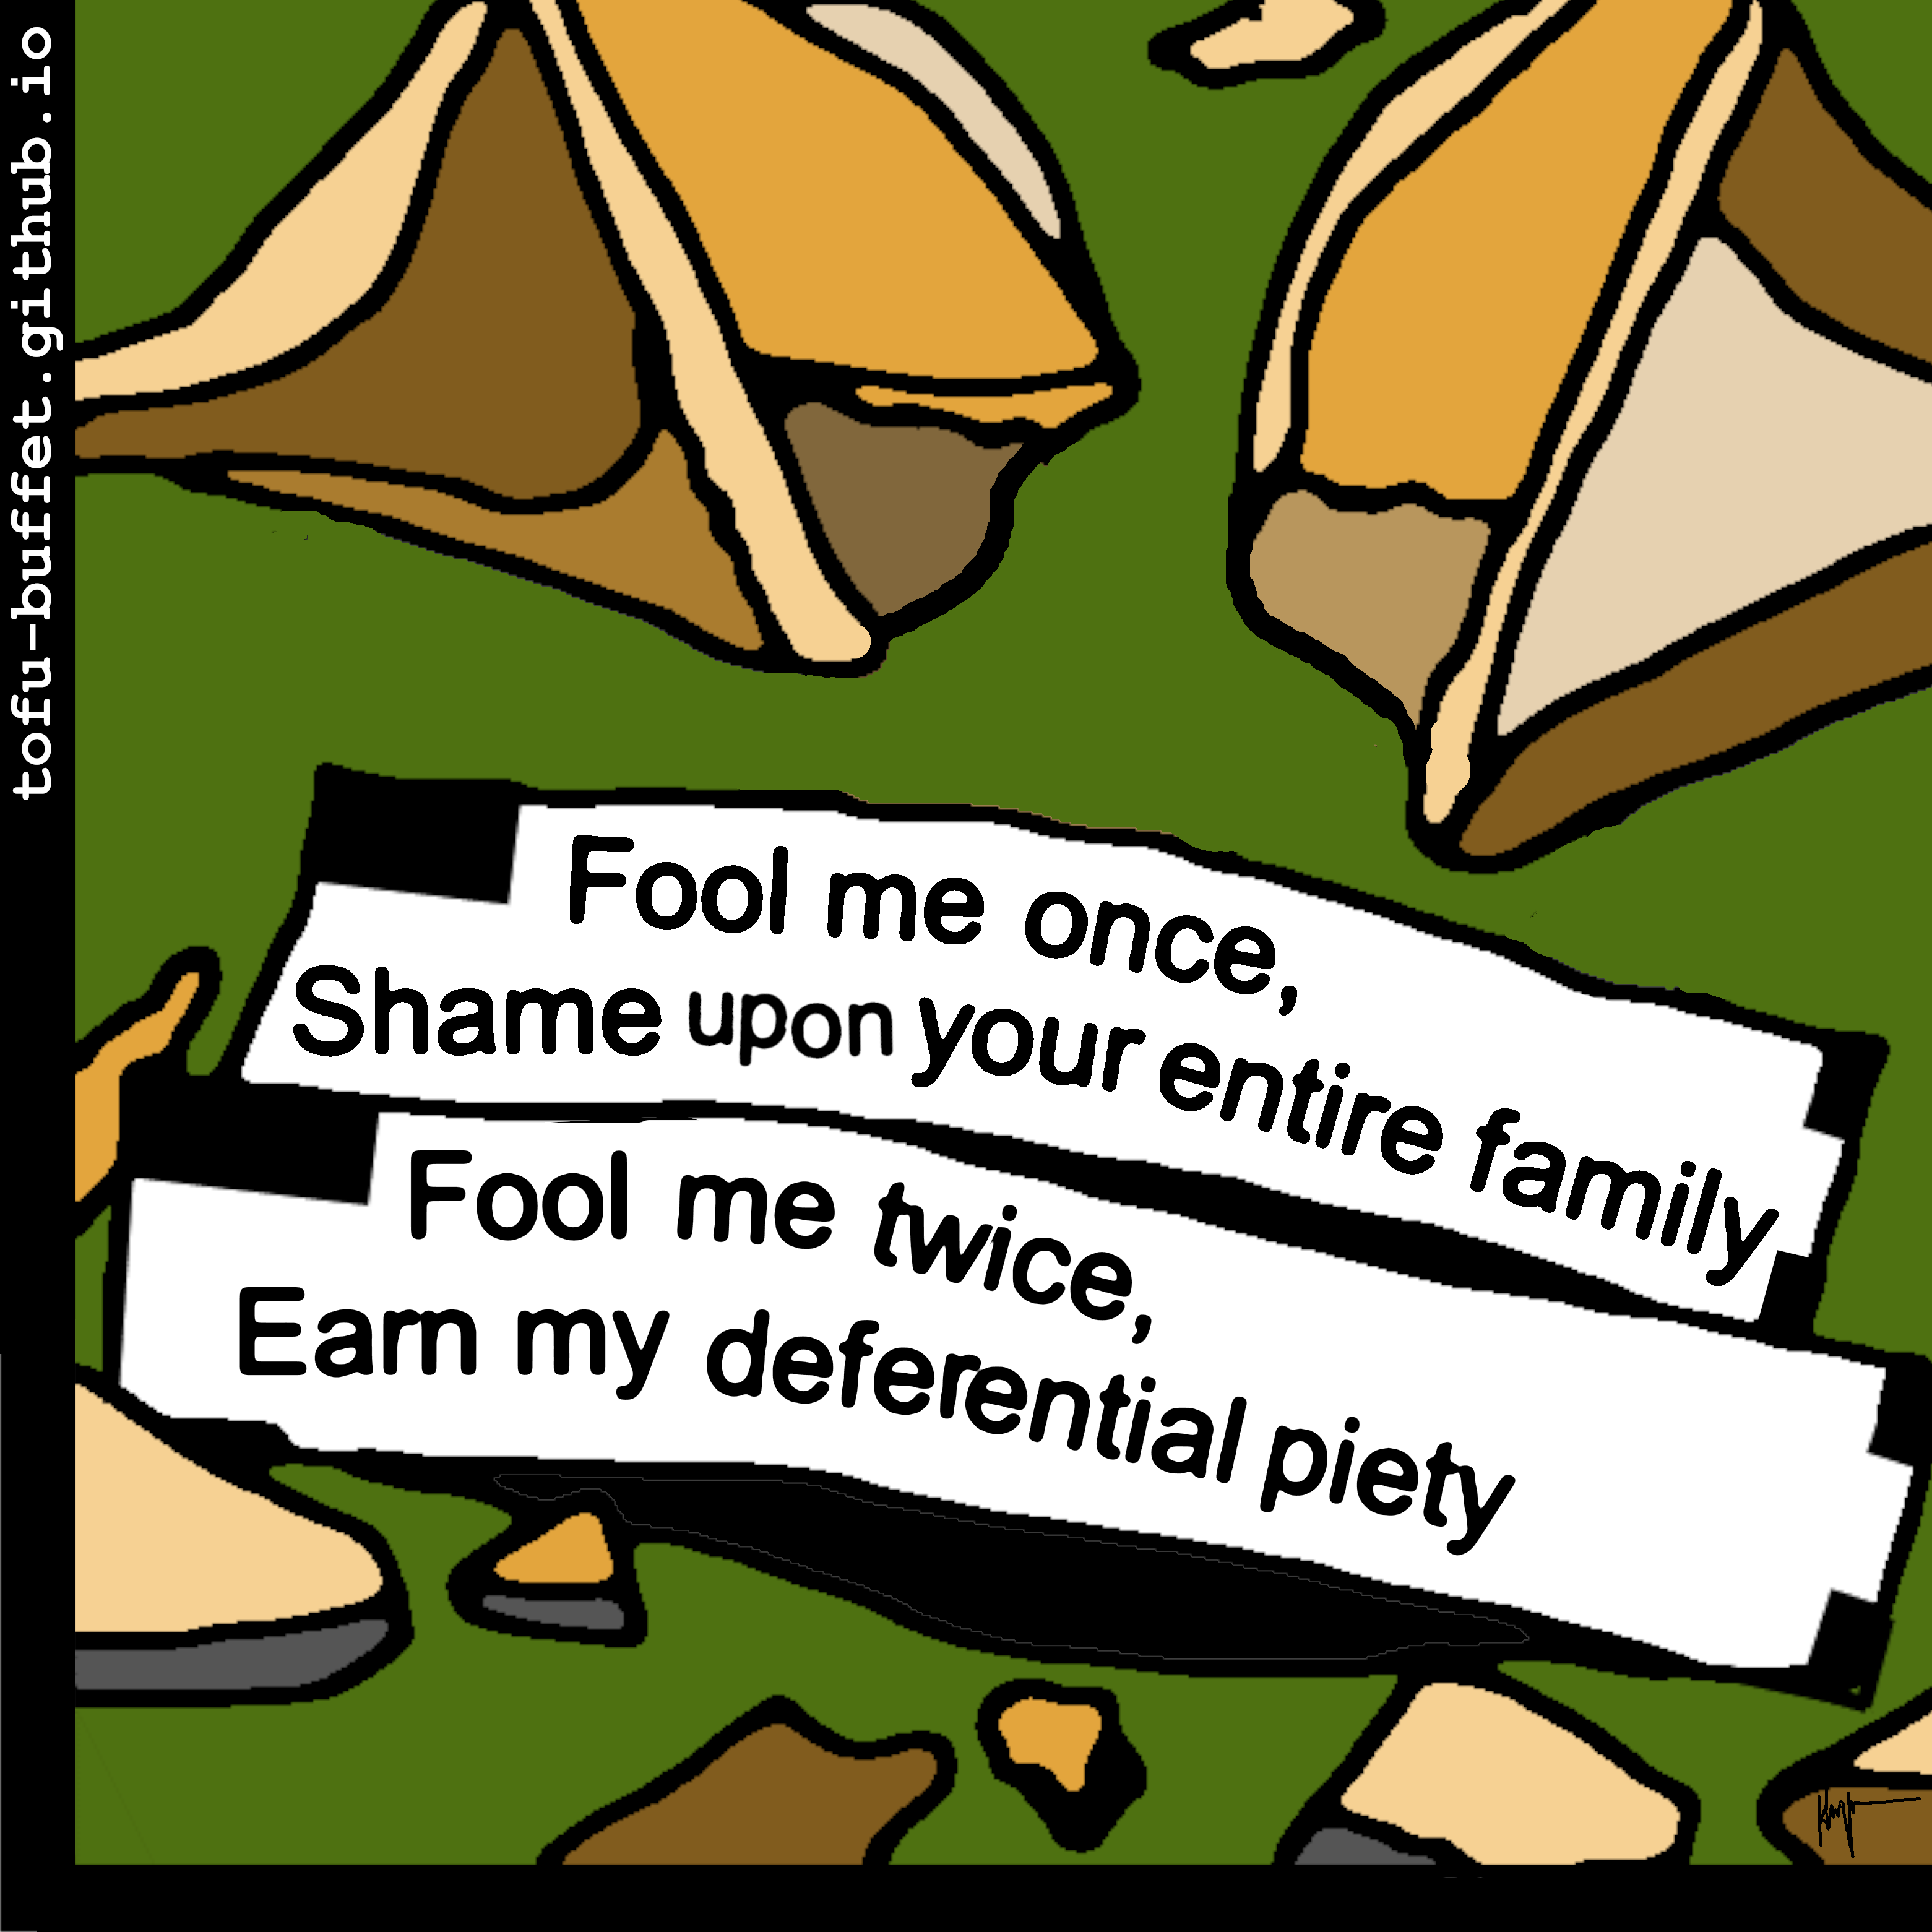 tofu-buffet.github.io
Fool me once,
Shame upon your entire family
Fool me twice,
Earn my deferential piety